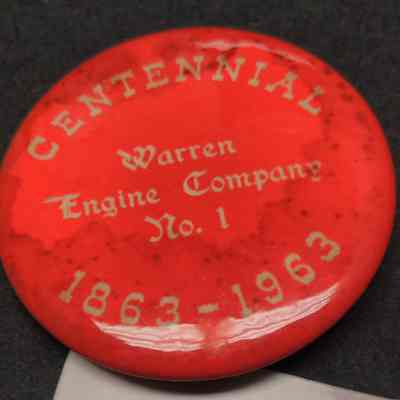 CENTENNIAL
Warren
Engine Company
No. 1
1863-1963